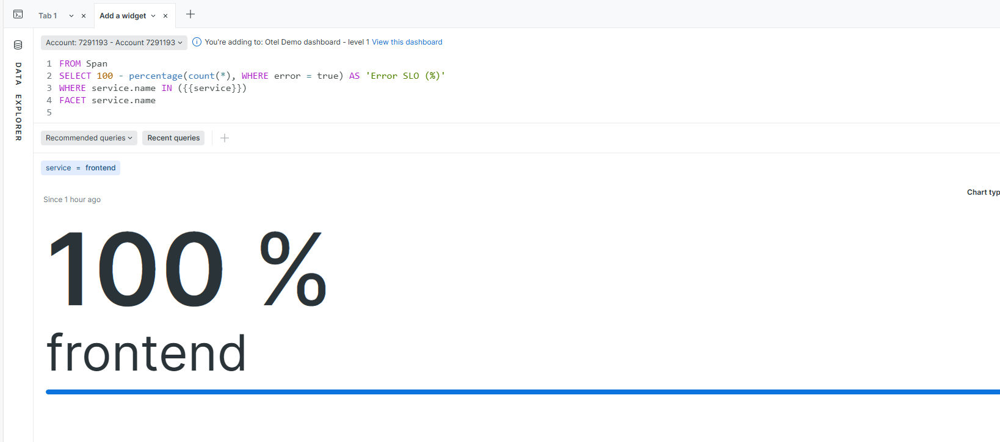 Tab 1
Add a widget
Account: 7291193 - Account 7291193
You're adding to: Otel Demo dashboard - level 1 View this dashboard
DATA EXPLORER
1 FROM Span
2 SELECT 100 - percentage(count(*), WHERE error = true) AS 'Error SLO (%)'
3 WHERE service.name IN ({{service}})
4 FACET service.name
5
Recommended queries
Recent queries
service = frontend
Since 1 hour ago
Chart typ
100 %
frontend